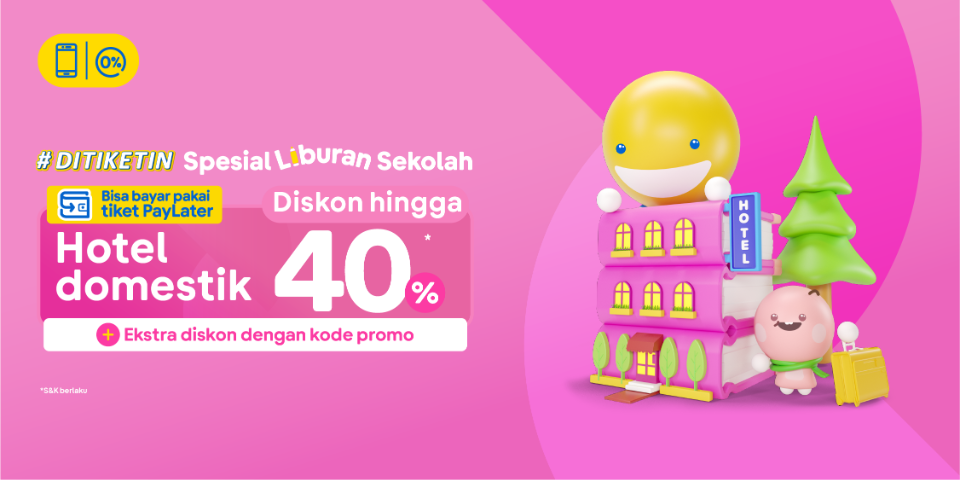 0%
#DITIKETIN Spesial Liburan Sekolah
Bisa bayar pakai
tiket PayLater
Diskon hingga
Hotel
domestik
40%*
+ Ekstra diskon dengan kode promo
*S&K berlaku
HOTEL